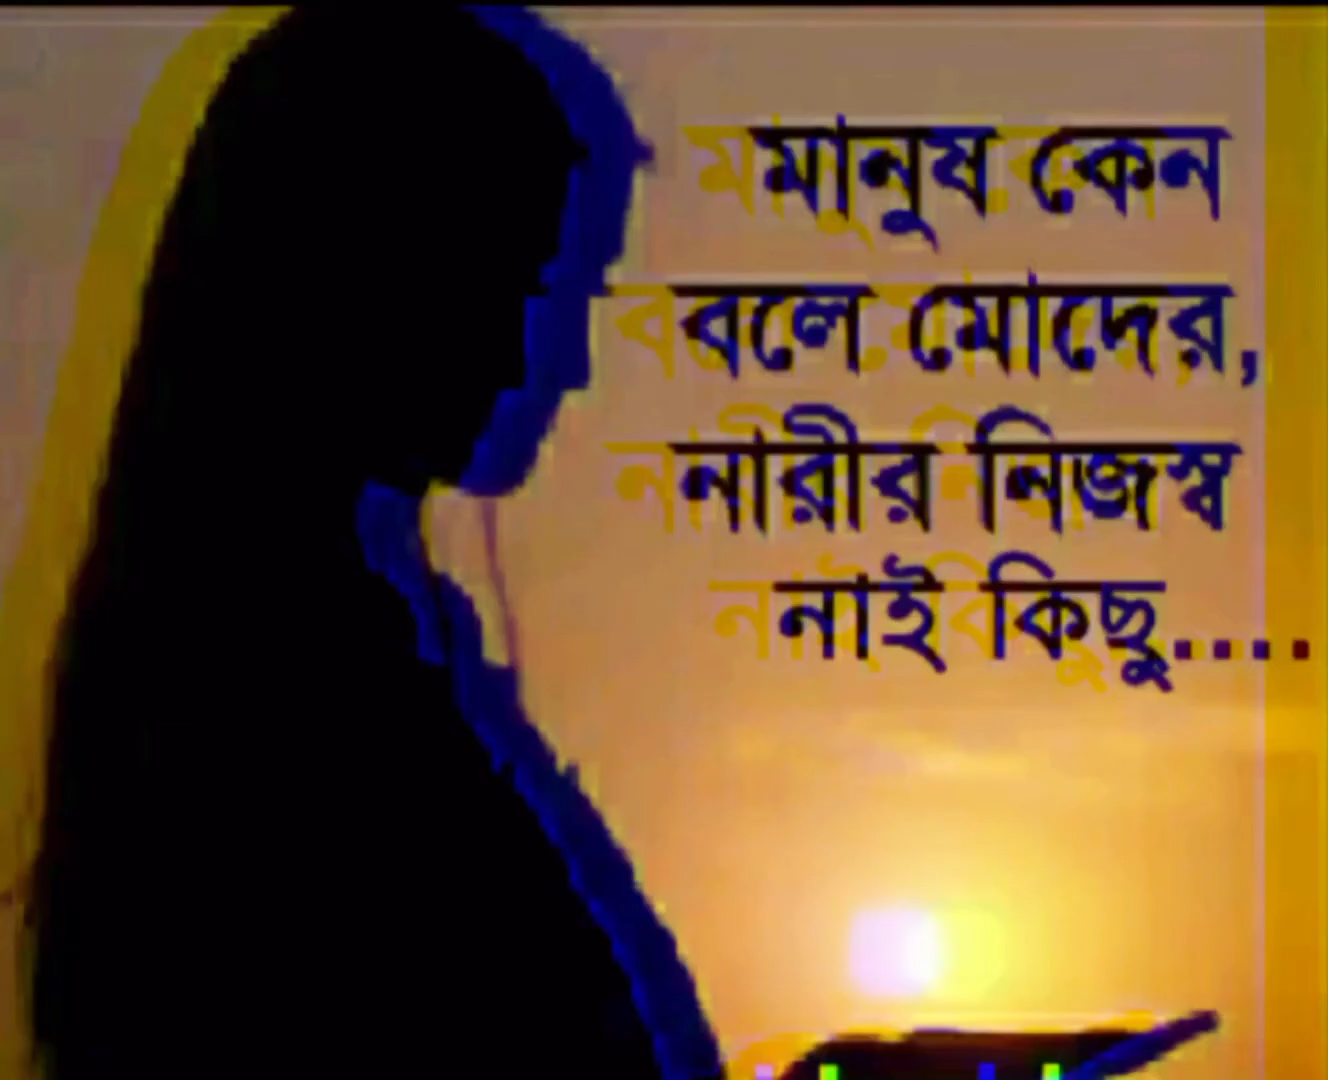 মানুষ কেন
বলে মোদের,
নারীর নিজস্ব
নাই কিছু....